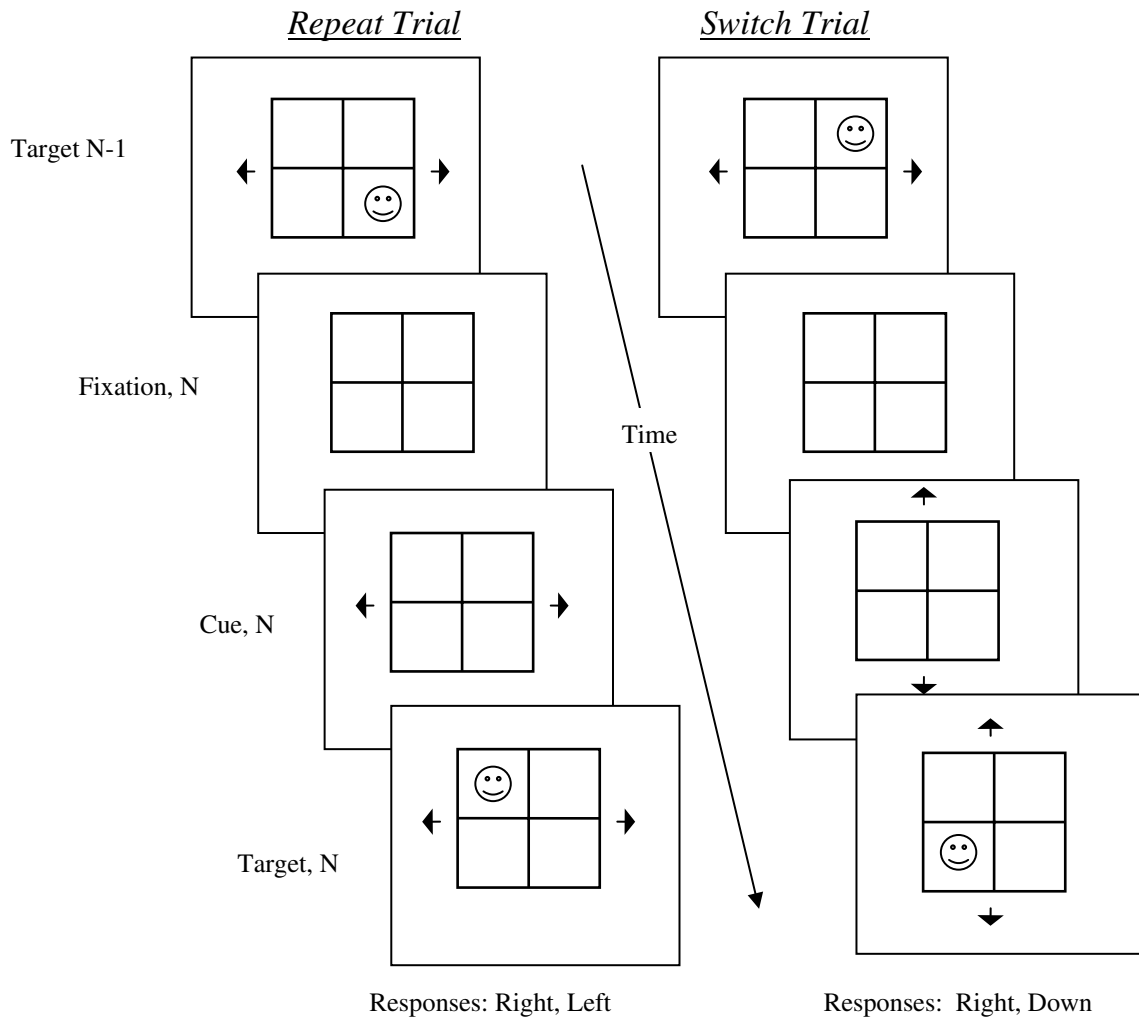 Repeat Trial
Switch Trial
Target N-1
Fixation, N
Time
Cue, N
Target, N
Responses: Right, Left
Responses:  Right, Down